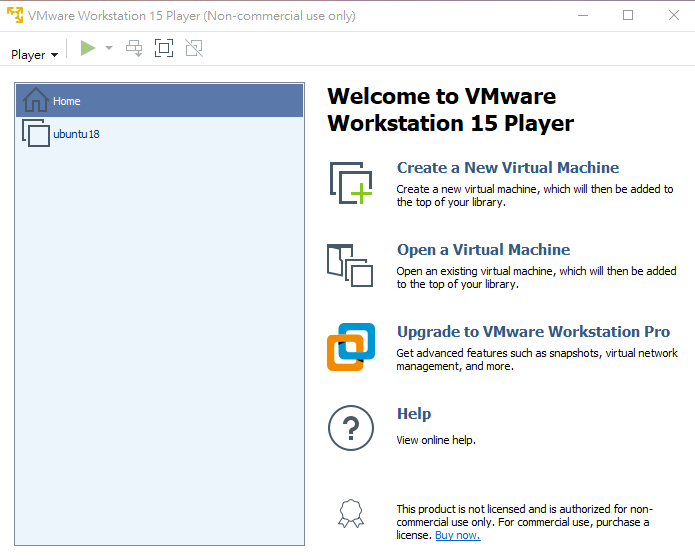 VMware Workstation 15 Player (Non-commercial use only)
Player
Home
ubuntu18
Welcome to VMware
Workstation 15 Player
Create a New Virtual Machine
Create a new virtual machine, which will then be added
to the top of your library.
Open a Virtual Machine
Open an existing virtual machine, which will then be added
to the top of your library.
Upgrade to VMware Workstation Pro
Get advanced features such as snapshots, virtual network
management, and more.
Help
View online help.
This product is not licensed and is authorized for non-
commercial use only. For commercial use, purchase a
license. Buy now.